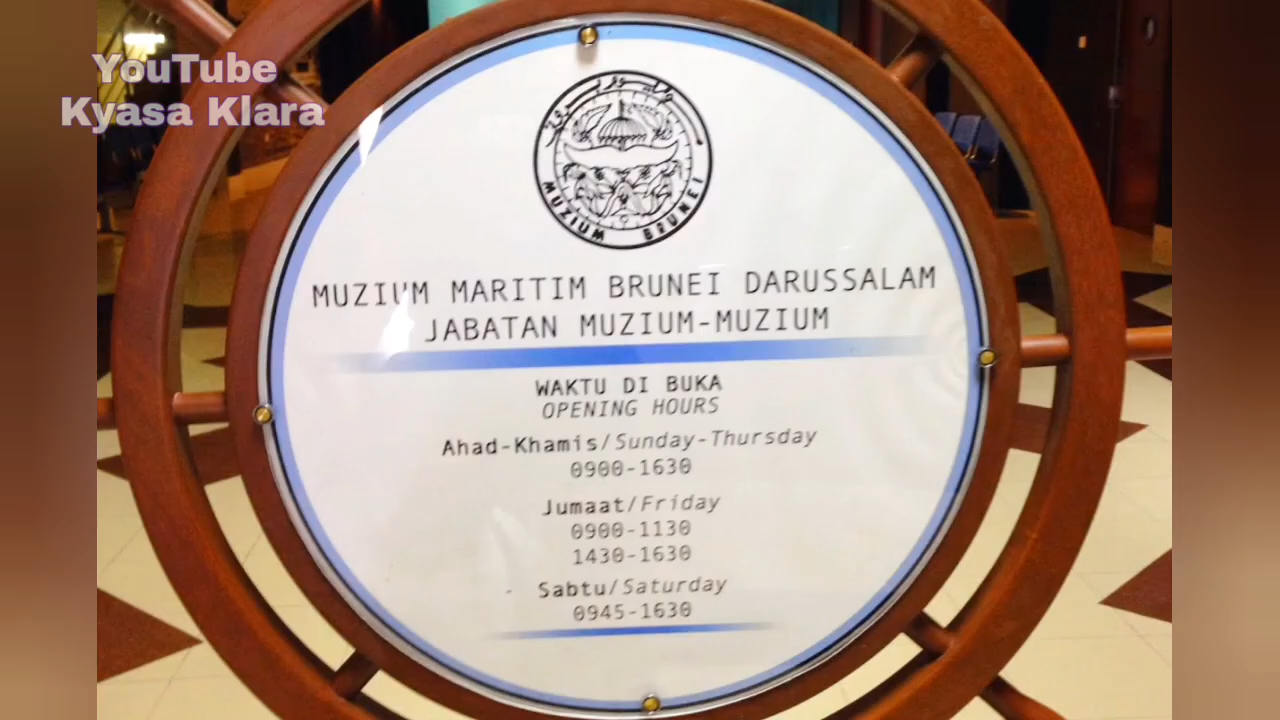 YouTube
Kyasa Klara
MUZIUM BRUNEI
MUZIUM MARITIM BRUNEI DARUSSALAM
JABATAN MUZIUM-MUZIUM
WAKTU DI BUKA
OPENING HOURS
Ahad-Khamis/Sunday-Thursday
0900-1630
Jumaat/Friday
0900-1130
1430-1630
Sabtu/Saturday
0945-1630